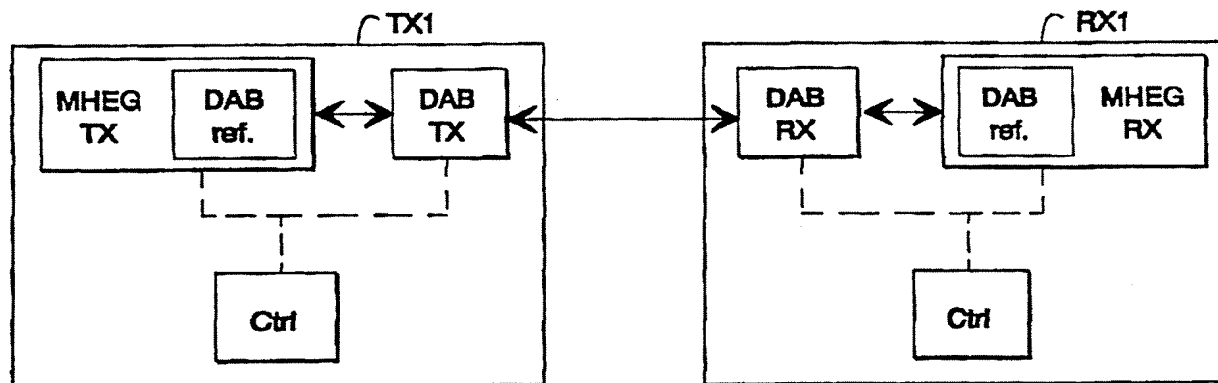 TX1
RX1
MHEG
TX
DAB
ref.
DAB
TX
DAB
RX
DAB
ref.
MHEG
RX
Ctrl
Ctrl